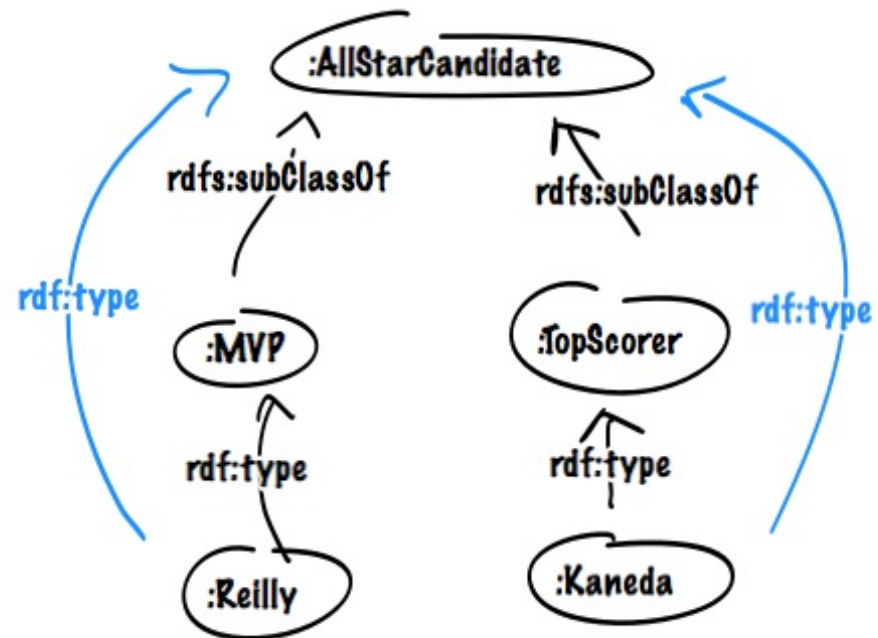 :AllStarCandidate
rdfs:subClassOf
rdfs:subClassOf
rdf:type
rdf:type
:MVP
:TopScorer
rdf:type
rdf:type
:Reilly
:Kaneda